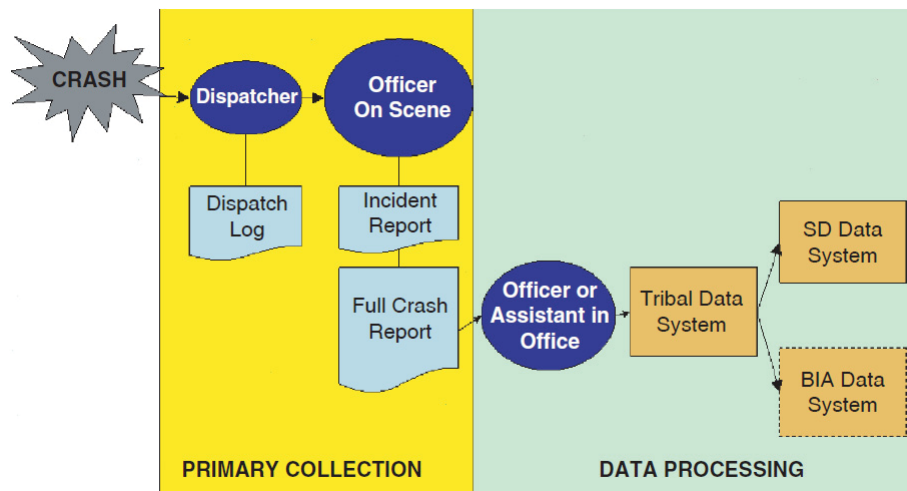 CRASH
Dispatcher
Officer
On Scene
Dispatch
Log
Incident
Report
Full Crash
Report
Officer or
Assistant in
Office
Tribal Data
System
SD Data
System
BIA Data
System
PRIMARY COLLECTION
DATA PROCESSING